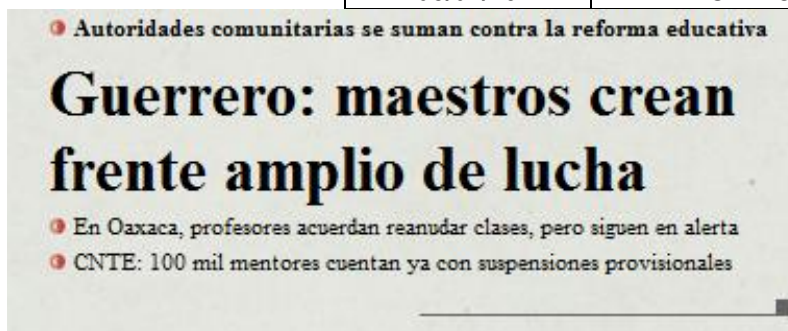 Autoridades comunitarias se suman contra la reforma educativa
Guerrero: maestros crean
frente amplio de lucha
En Oaxaca, profesores acuerdan reanudar clases, pero siguen en alerta
CNTE: 100 mil mentores cuentan ya con suspensiones provisionales